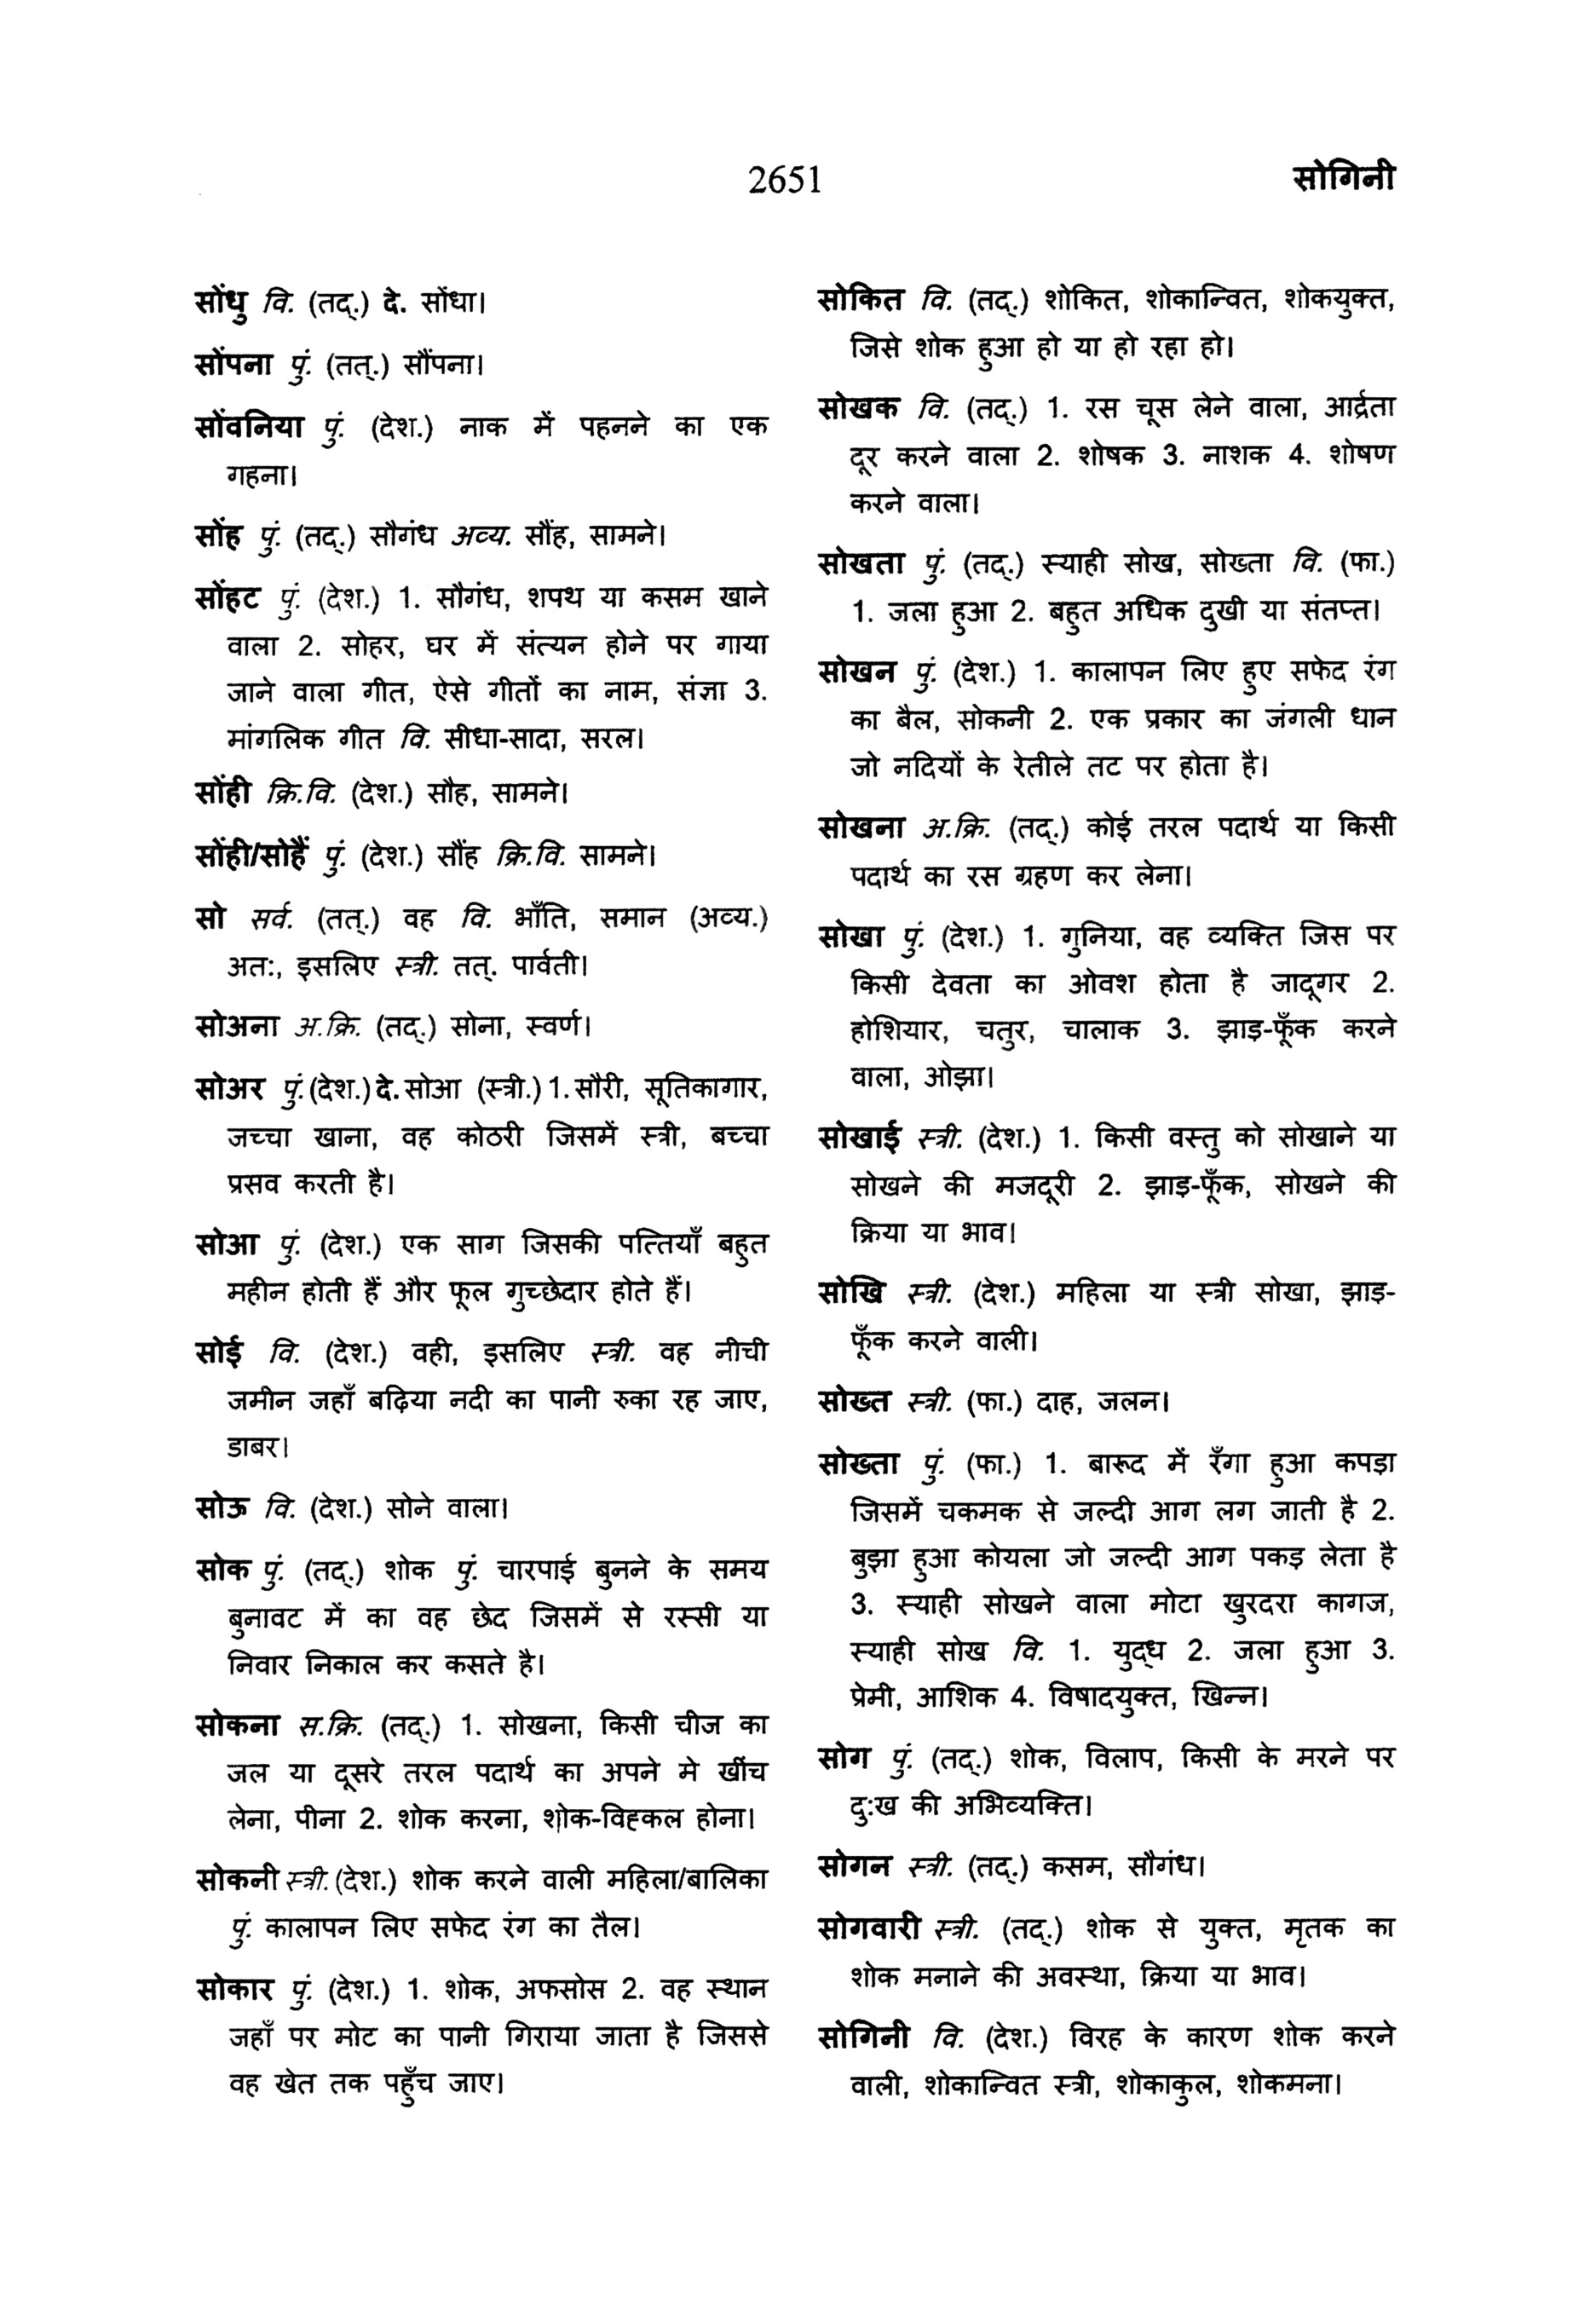 2651
सोगिनी
सोंधु वि. (तद्.) दे. सोंधा।
सोंपना पुं. (तत्.) सौंपना।
सोंवनिया पुं. (देश.) नाक में पहनने का एक
गहना।
सोंह पुं. (तद्.) सौगंध अव्य. सौंह, सामने।
सोंहट पुं. (देश.) 1. सौगंध, शपथ या कसम खाने
वाला 2. सोहर, घर में संत्यन होने पर गाया
जाने वाला गीत, ऐसे गीतों का नाम, संज्ञा 3.
मांगलिक गीत वि. सीधा-सादा, सरल।
सोंही क्रि.वि. (देश.) सौह, सामने।
सोंही/सोहैं पुं. (देश.) सौंह क्रि.वि. सामने।
सो सर्व. (तत्.) वह वि. भाँति, समान (अव्य.)
अतः, इसलिए स्त्री. तत्. पार्वती।
सोअना अ.क्रि. (तद्.) सोना, स्वर्ण।
सोअर पुं.(देश.) दे. सोआ (स्त्री.) 1. सौरी, सूतिकागार,
जच्चा खाना, वह कोठरी जिसमें स्त्री, बच्चा
प्रसव करती है।
सोआ पुं. (देश.) एक साग जिसकी पत्तियाँ बहुत
महीन होती हैं और फूल गुच्छेदार होते हैं।
सोई वि. (देश.) वही, इसलिए स्त्री. वह नीची
जमीन जहाँ बढ़िया नदी का पानी रुका रह जाए,
डाबर।
सोऊ वि. (देश.) सोने वाला।
सोक पुं. (तद्.) शोक पुं. चारपाई बुनने के समय
बुनावट में का वह छेद जिसमें से रस्सी या
निवार निकाल कर कसते है।
सोकना स.क्रि. (तद्.) 1. सोखना, किसी चीज का
जल या दूसरे तरल पदार्थ का अपने मे खींच
लेना, पीना 2. शोक करना, शोक-विह्कल होना।
सोकनी स्त्री. (देश.) शोक करने वाली महिला/बालिका
पुं. कालापन लिए सफेद रंग का तैल।
सोकार पुं. (देश.) 1. शोक, अफसोस 2. वह स्थान
जहाँ पर मोट का पानी गिराया जाता है जिससे
वह खेत तक पहुँच जाए।
सोकित वि. (तद्.) शोकित, शोकान्वित, शोकयुक्त,
जिसे शोक हुआ हो या हो रहा हो।
सोखक वि. (तद्.) 1. रस चूस लेने वाला, आर्द्रता
दूर करने वाला 2. शोषक 3. नाशक 4. शोषण
करने वाला।
सोखता पुं. (तद्.) स्याही सोख, सोख्ता वि. (फा.)
1. जला हुआ 2. बहुत अधिक दुखी या संतप्त।
सोखन पुं. (देश.) 1. कालापन लिए हुए सफेद रंग
का बैल, सोकनी 2. एक प्रकार का जंगली धान
जो नदियों के रेतीले तट पर होता है।
सोखना अ.क्रि. (तद्.) कोई तरल पदार्थ या किसी
पदार्थ का रस ग्रहण कर लेना।
सोखा पुं. (देश.) 1. गुनिया, वह व्यक्ति जिस पर
किसी देवता का ओवश होता है जादूगर 2.
होशियार, चतुर, चालाक 3. झाड़-फूँक करने
वाला, ओझा।
सोखाई स्त्री. (देश.) 1. किसी वस्तु को सोखाने या
सोखने की मजदूरी 2. झाड़-फूँक, सोखने की
क्रिया या भाव।
सोखि स्त्री. (देश.) महिला या स्त्री सोखा, झाड़-
फूँक करने वाली।
सोख्त स्त्री. (फा.) दाह, जलन।
सोख्ता पुं. (फा.) 1. बारूद में रँगा हुआ कपड़ा
जिसमें चकमक से जल्दी आग लग जाती है 2.
बुझा हुआ कोयला जो जल्दी आग पकड़ लेता है
3. स्याही सोखने वाला मोटा खुरदरा कागज,
स्याही सोख वि. 1. युद्ध 2. जला हुआ 3.
प्रेमी, आशिक 4. विषादयुक्त, खिन्न।
सोग पुं. (तद्.) शोक, विलाप, किसी के मरने पर
दुःख की अभिव्यक्ति।
सोगन स्त्री. (तद्.) कसम, सौगंध।
सोगवारी स्त्री. (तद्.) शोक से युक्त, मृतक का
शोक मनाने की अवस्था, क्रिया या भाव।
सोगिनी वि. (देश.) विरह के कारण शोक करने
वाली, शोकान्वित स्त्री, शोकाकुल, शोकमना।